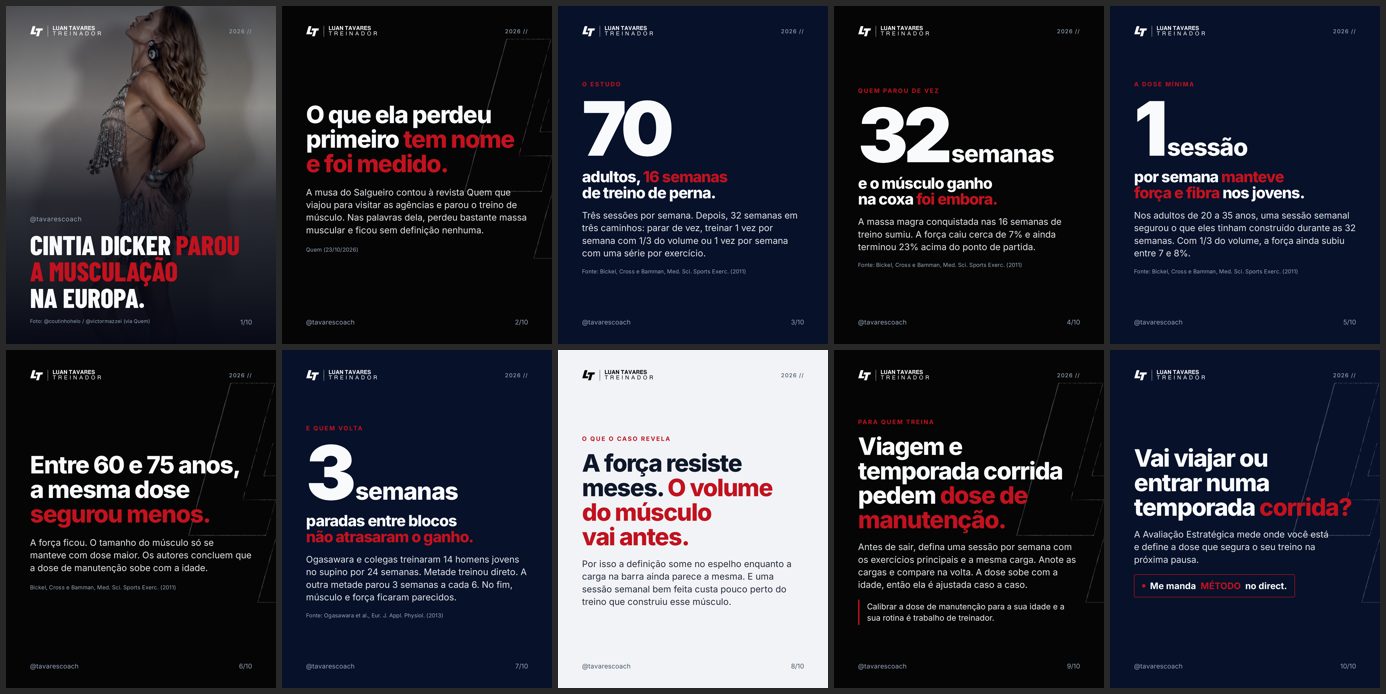 LT | LUAN TAVARES
TREINADOR
2026 //
@tavarescoach
CINTIA DICKER PAROU
A MUSCULAÇÃO
NA EUROPA.
Foto: @coutinhohelo / @victormazzei (via Quem)
1/10
LT | LUAN TAVARES
TREINADOR
2026 //
O que ela perdeu
primeiro tem nome
e foi medido.
A musa do Salgueiro contou à revista Quem que
viajou para visitar as agências e parou o treino de
músculo. Nas palavras dela, perdeu bastante massa
muscular e ficou sem definição nenhuma.
Quem (23/10/2026)
@tavarescoach
2/10
LT | LUAN TAVARES
TREINADOR
2026 //
O ESTUDO
70
adultos, 16 semanas
de treino de perna.
Três sessões por semana. Depois, 32 semanas em
três caminhos: parar de vez, treinar 1 vez por
semana com 1/3 do volume ou 1 vez por semana
com uma série por exercício.
Fonte: Bickel, Cross e Bamman, Med. Sci. Sports Exerc. (2011)
@tavarescoach
3/10
LT | LUAN TAVARES
TREINADOR
2026 //
QUEM PAROU DE VEZ
32 semanas
e o músculo ganho
na coxa foi embora.
A massa magra conquistada nas 16 semanas de
treino sumiu. A força caiu cerca de 7% e ainda
terminou 23% acima do ponto de partida.
Fonte: Bickel, Cross e Bamman, Med. Sci. Sports Exerc. (2011)
@tavarescoach
4/10
LT | LUAN TAVARES
TREINADOR
2026 //
A DOSE MÍNIMA
1 sessão
por semana manteve
força e fibra nos jovens.
Nos adultos de 20 a 35 anos, uma sessão semanal
segurou o que eles tinham construído durante as 32
semanas. Com 1/3 do volume, a força ainda subiu
entre 7 e 8%.
Fonte: Bickel, Cross e Bamman, Med. Sci. Sports Exerc. (2011)
@tavarescoach
5/10
LT | LUAN TAVARES
TREINADOR
2026 //
Entre 60 e 75 anos,
a mesma dose
segurou menos.
A força ficou. O tamanho do músculo só se
manteve com dose maior. Os autores concluem que
a dose de manutenção sobe com a idade.
Bickel, Cross e Bamman, Med. Sci. Sports Exerc. (2011)
@tavarescoach
6/10
LT | LUAN TAVARES
TREINADOR
2026 //
E QUEM VOLTA
3 semanas
paradas entre blocos
não atrasaram o ganho.
Ogasawara e colegas treinaram 14 homens jovens
no supino por 24 semanas. Metade treinou direto. A
outra metade parou 3 semanas a cada 6. No fim,
músculo e força ficaram parecidos.
Fonte: Ogasawara et al., Eur. J. Appl. Physiol. (2013)
@tavarescoach
7/10
LT | LUAN TAVARES
TREINADOR
2026 //
O QUE O CASO REVELA
A força resiste
meses. O volume
do músculo
vai antes.
Por isso a definição some no espelho enquanto a
carga na barra ainda parece a mesma. E uma
sessão semanal bem feita custa pouco perto do
treino que construiu esse músculo.
@tavarescoach
8/10
LT | LUAN TAVARES
TREINADOR
2026 //
PARA QUEM TREINA
Viagem e
temporada corrida
pedem dose de
manutenção.
Antes de sair, defina uma sessão por semana com
os exercícios principais e a mesma carga. Anote as
cargas e compare na volta. A dose sobe com a
idade, então ela é ajustada caso a caso.
Calibrar a dose de manutenção para a sua idade e a
sua rotina é trabalho de treinador.
@tavarescoach
9/10
LT | LUAN TAVARES
TREINADOR
2026 //
Vai viajar ou
entrar numa
temporada corrida?
A Avaliação Estratégica mede onde você está
e define a dose que segura o seu treino na
próxima pausa.
• Me manda MÉTODO no direct.
@tavarescoach
10/10